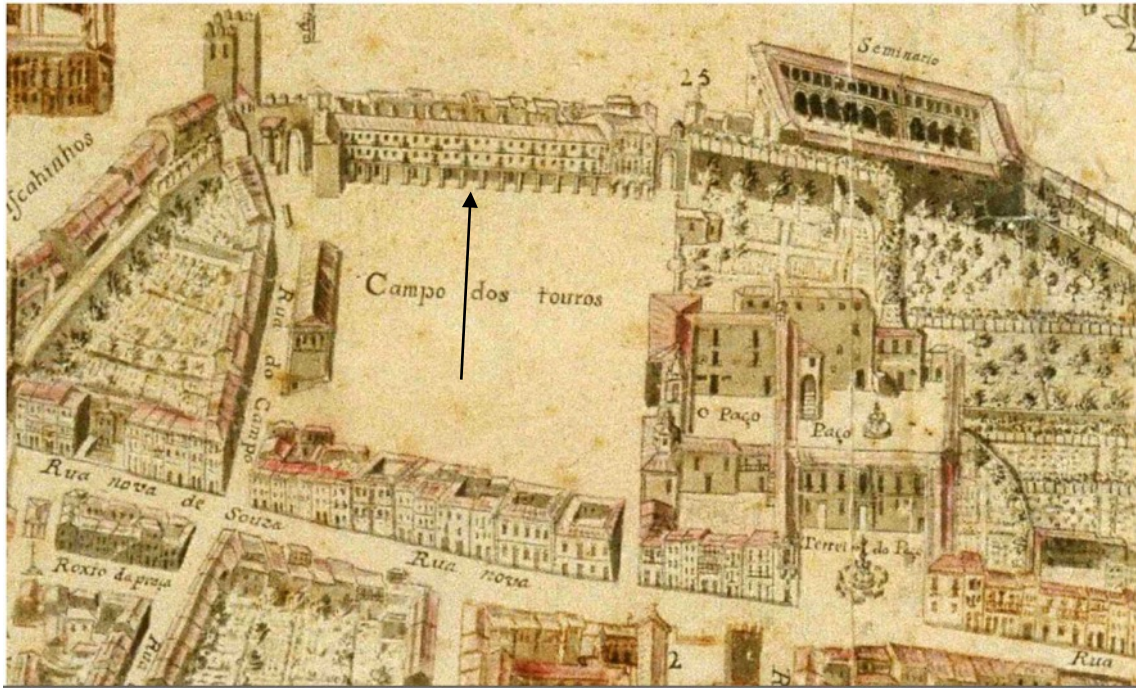 Seminario
25
Campo dos touros
Rua do Campo
o Paço
Paço
Rua nova de Souza
Rua nova
Terreiro do Paço
Roxio da praça
Rua
2
Rua